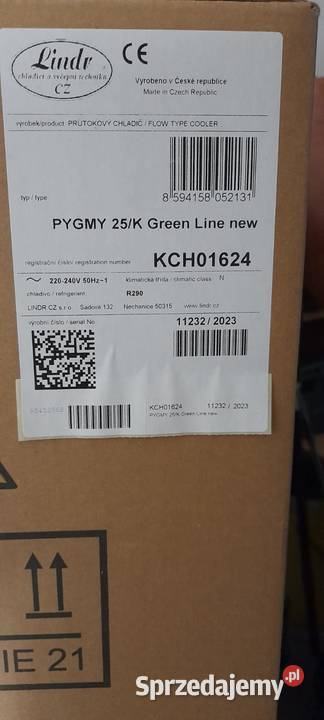 Lindr
chladicí a výčepní technika
CZ
CE
Vyrobeno v České republice
Made in Czech Republic
výrobek/product PRŮTOKOVÝ CHLADIČ / FLOW TYPE COOLER
typ / type
8 594158 052131
PYGMY 25/K Green Line new
registrační číslo/ registration number
KCH01624
~ 220-240V 50Hz~1
klimatická třída / climatic class N
chladivo / refrigerant
R290
LINDR CZ s.r.o. Sadová 132 Nechanice 50315 www.lindr.cz
výrobní číslo / serial No
11232 / 2023
KCH01624 11232 / 2023
PYGMY 25/K Green Line new
IE 21
Sprzedajemy.pl